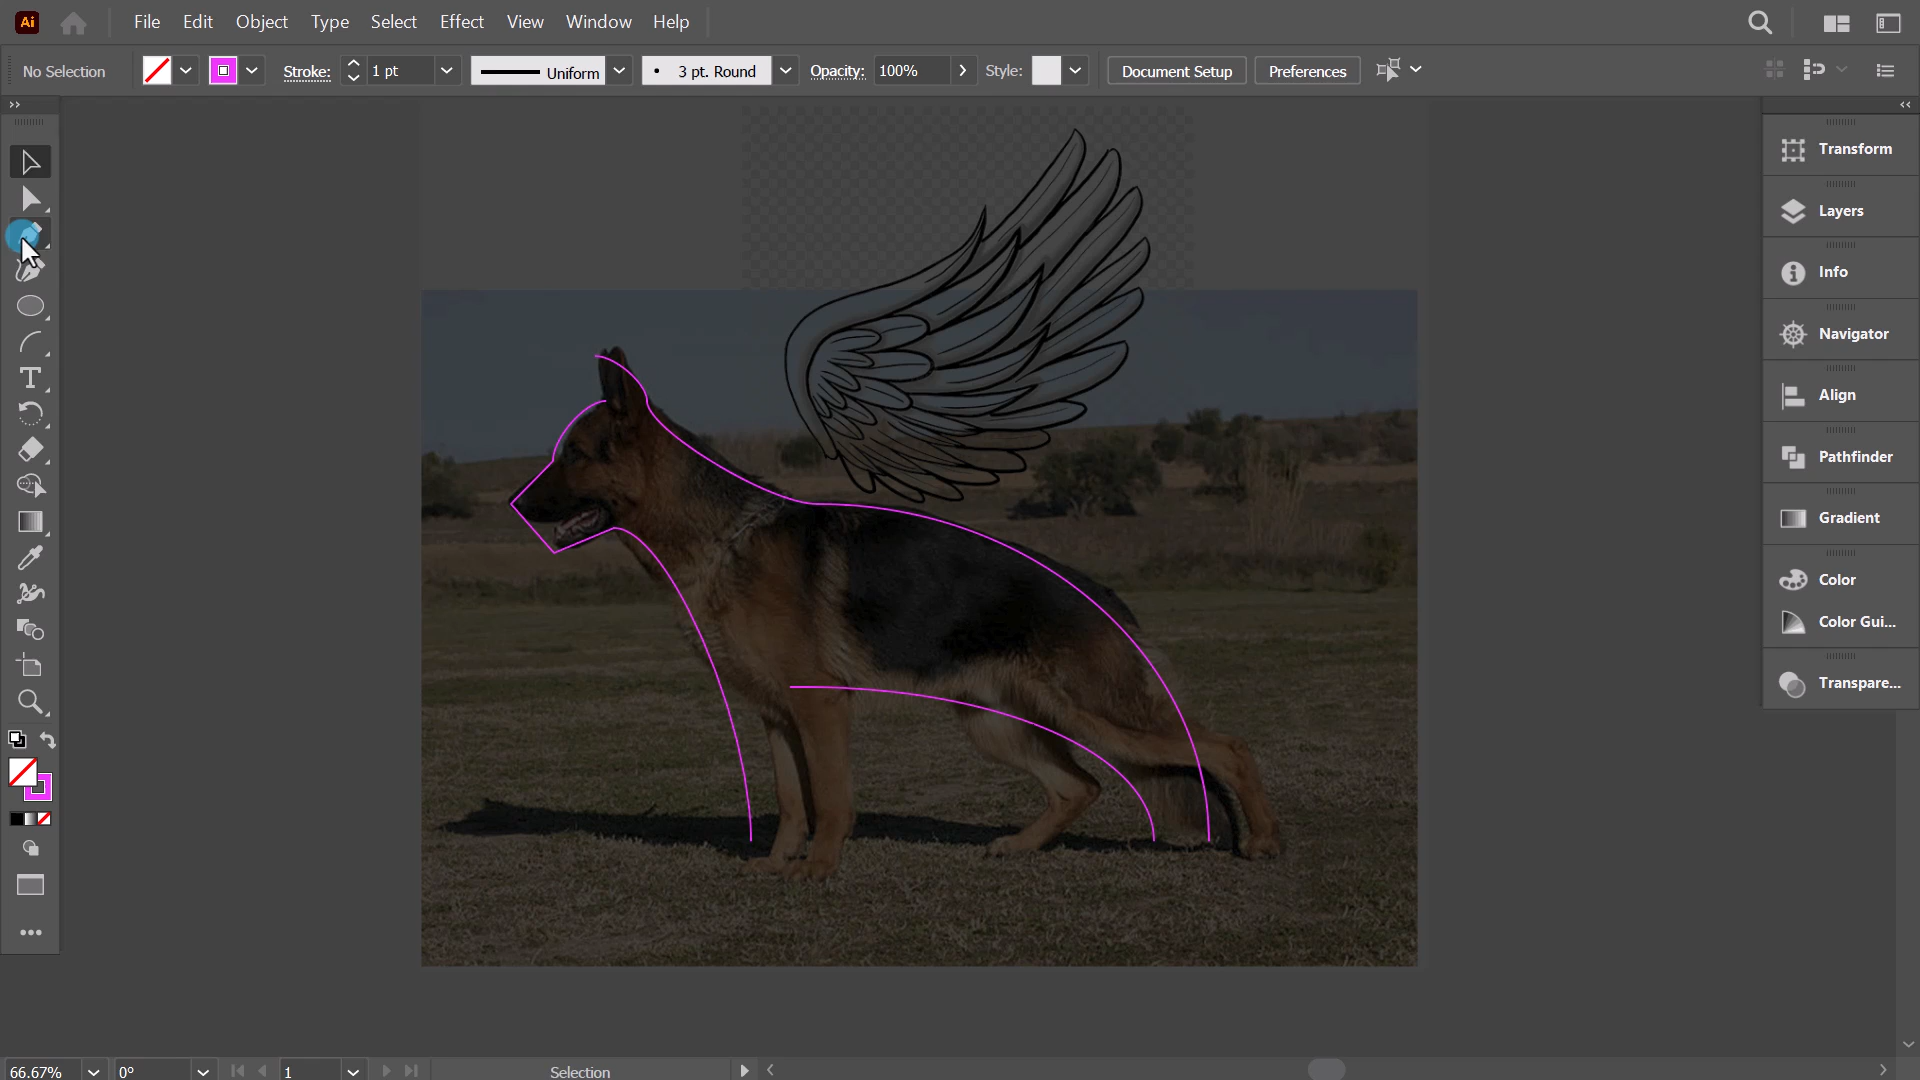 Ai File Edit Object Type Select Effect View Window Help
No Selection Stroke: 1 pt Uniform 3 pt. Round Opacity: 100% Style: Document Setup Preferences
Transform
Layers
Info
Navigator
Align
Pathfinder
Gradient
Color
Color Gui...
Transpare...
66.67% 0° 1 Selection